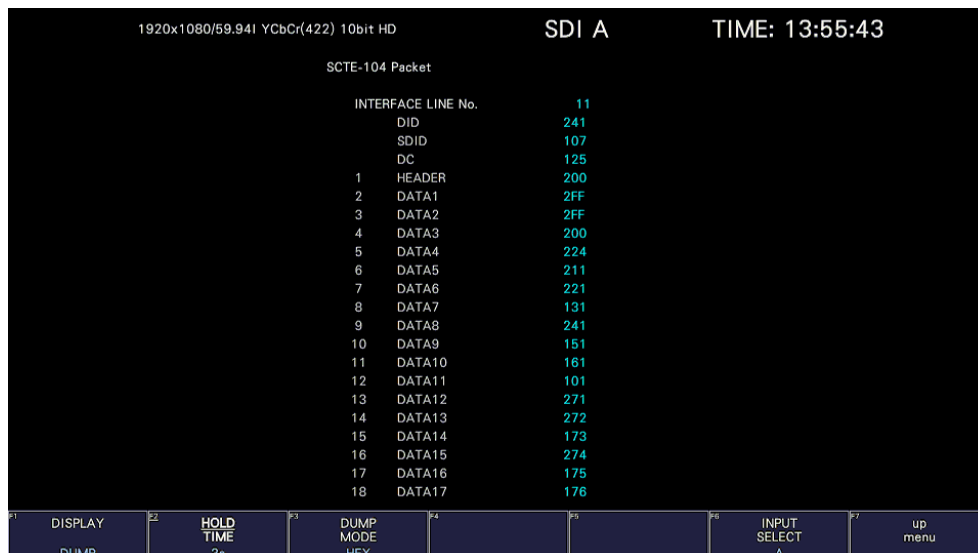 1920x1080/59.94I YCbCr(422) 10bit HD SDI A TIME: 13:55:43
SCTE-104 Packet
INTERFACE LINE No. 11
DID 241
SDID 107
DC 125
1 HEADER 200
2 DATA1 2FF
3 DATA2 2FF
4 DATA3 200
5 DATA4 224
6 DATA5 211
7 DATA6 221
8 DATA7 131
9 DATA8 241
10 DATA9 151
11 DATA10 161
12 DATA11 101
13 DATA12 271
14 DATA13 272
15 DATA14 173
16 DATA15 274
17 DATA16 175
18 DATA17 176
F1 DISPLAY F2 HOLD F3 DUMP F4 F5 F6 INPUT F7 up
TIME MODE SELECT menu
DUMP 3s HEX A